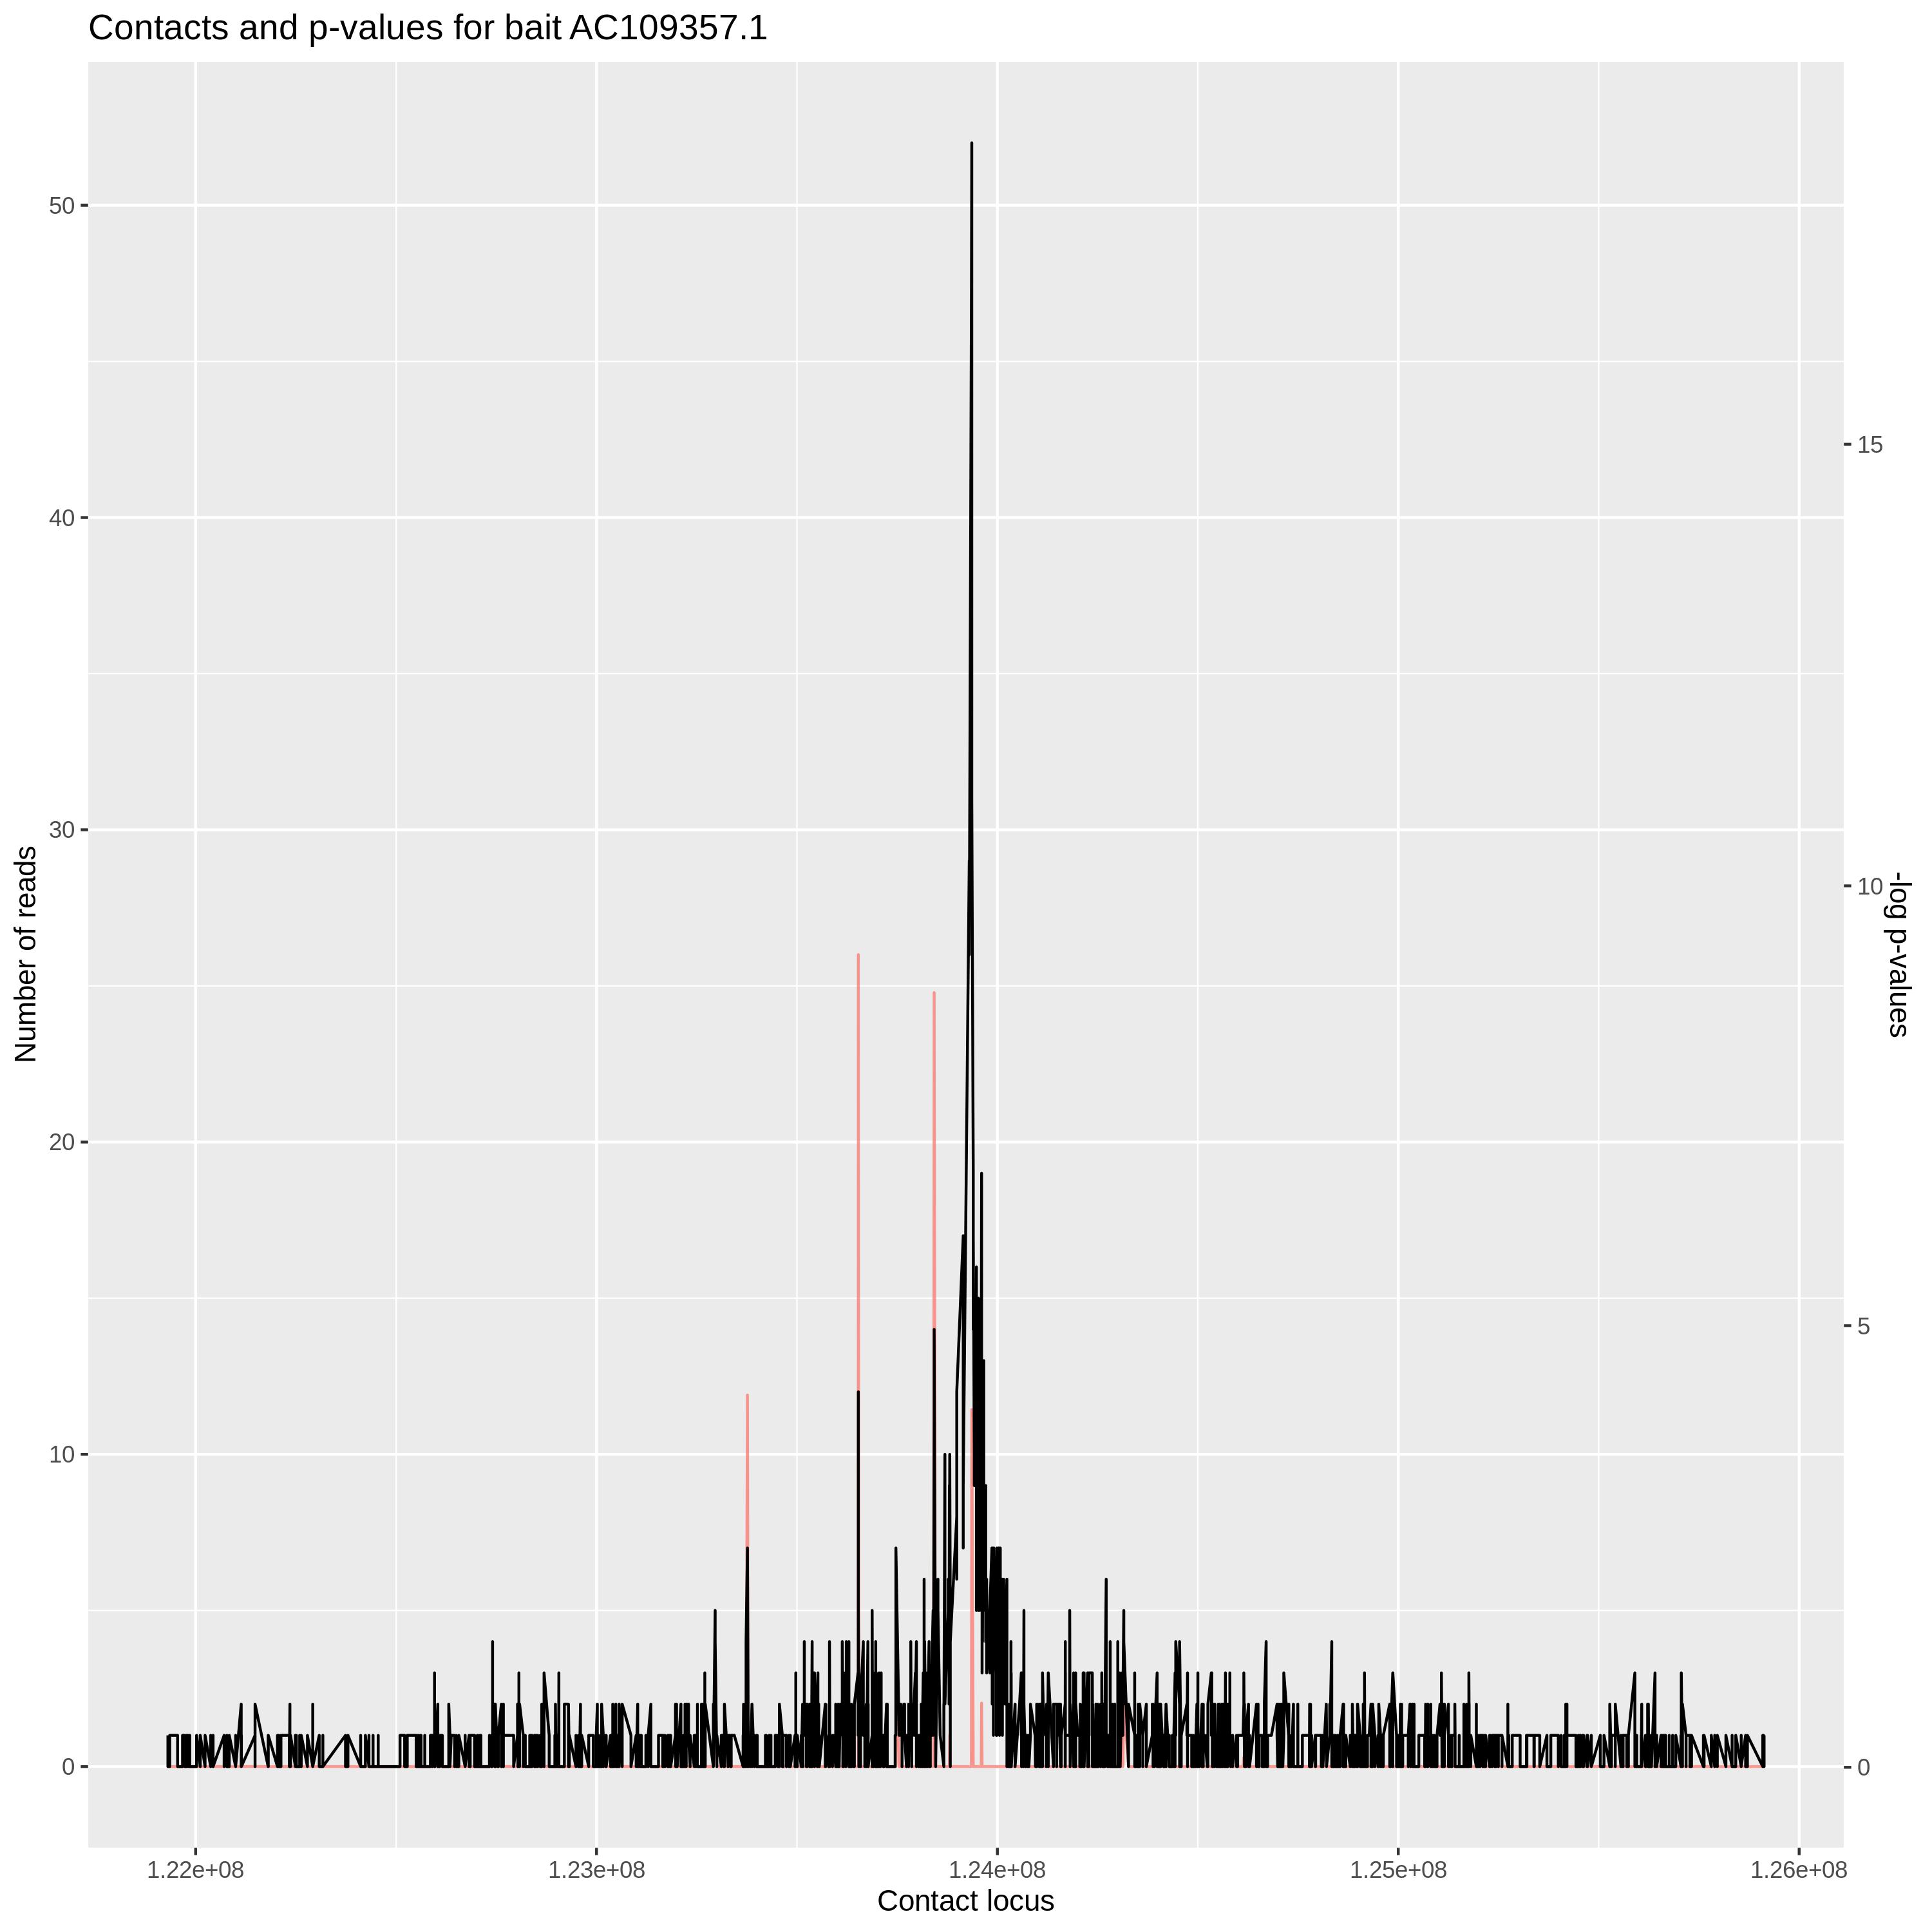 Contacts and p-values for bait AC109357.1
50
40
30
20
10
0
Number of reads
15
10
5
0
-log p-values
1.22e+08
1.23e+08
1.24e+08
1.25e+08
1.26e+08
Contact locus